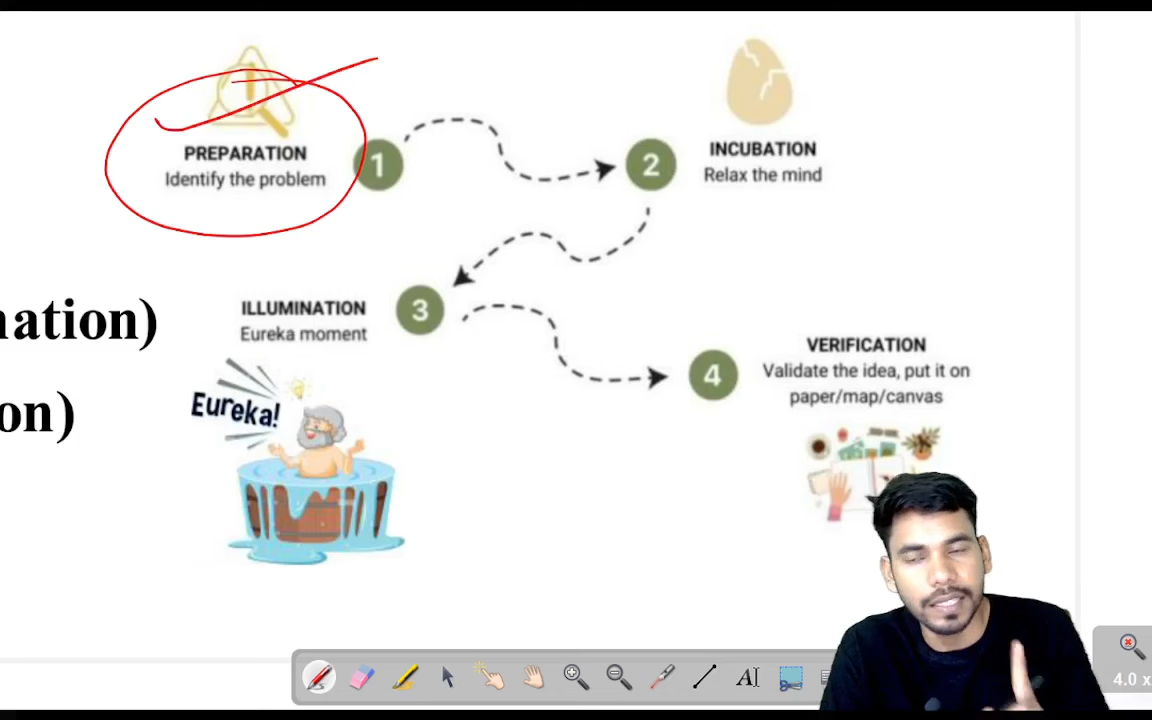 PREPARATION
Identify the problem
1
2
INCUBATION
Relax the mind
nation)
ILLUMINATION
Eureka moment
3
4
VERIFICATION
Validate the idea, put it on
paper/map/canvas
on)
Eureka!
AI
4.0 x